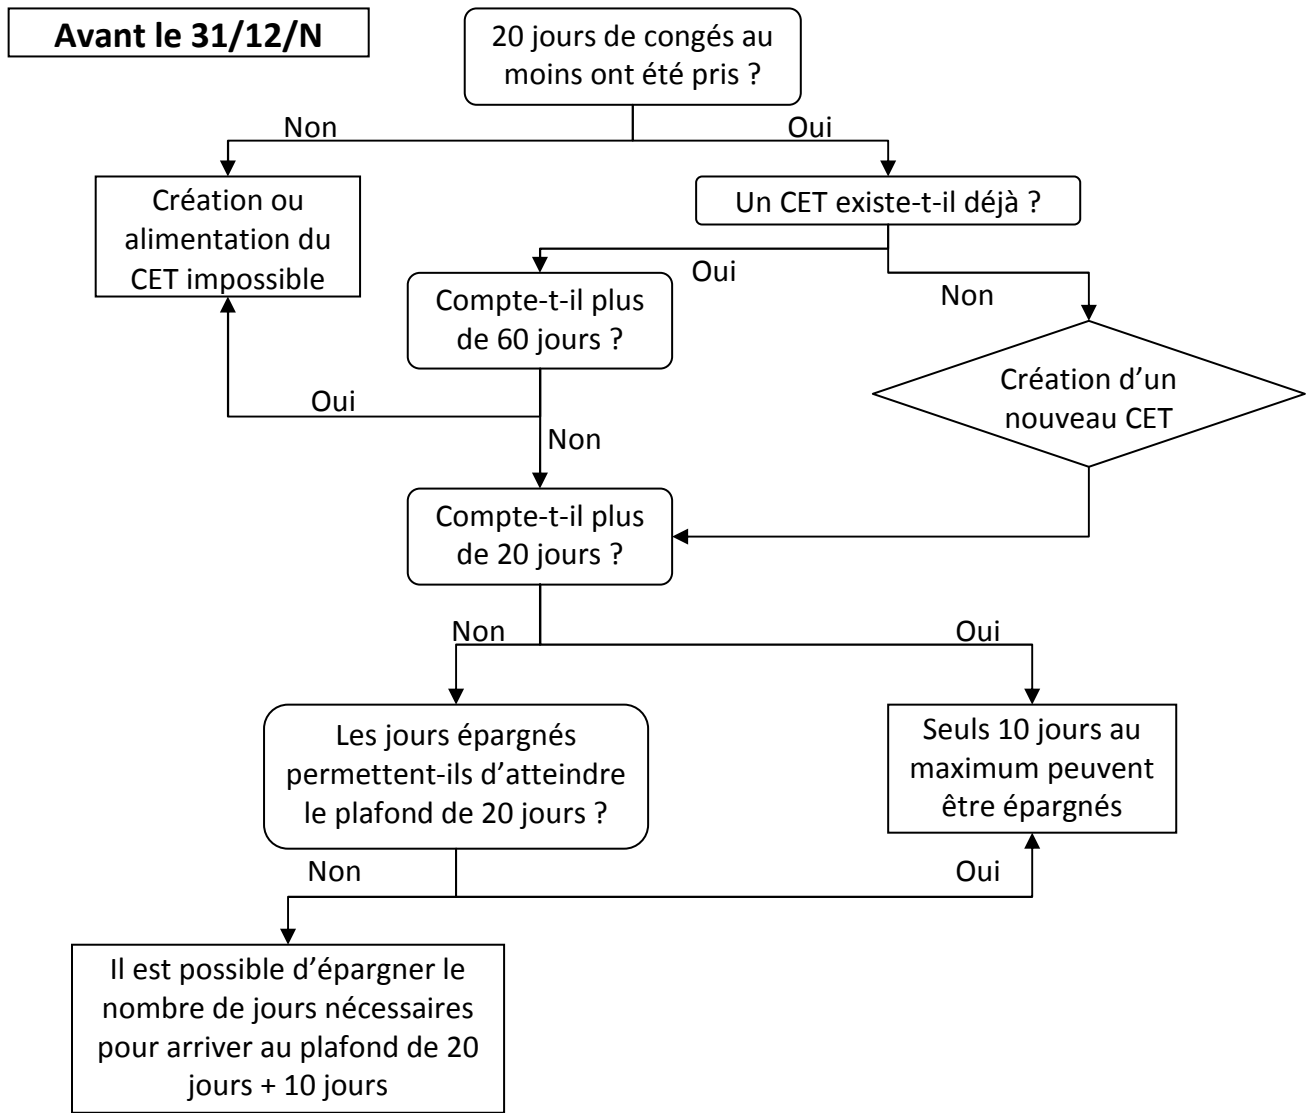 Avant le 31/12/N
20 jours de congés au
moins ont été pris ?
Non
Oui
Création ou
alimentation du
CET impossible
Un CET existe-t-il déjà ?
Oui
Non
Compte-t-il plus
de 60 jours ?
Création d’un
nouveau CET
Oui
Non
Compte-t-il plus
de 20 jours ?
Non
Oui
Les jours épargnés
permettent-ils d’atteindre
le plafond de 20 jours ?
Seuls 10 jours au
maximum peuvent
être épargnés
Non
Oui
Il est possible d’épargner le
nombre de jours nécessaires
pour arriver au plafond de 20
jours + 10 jours